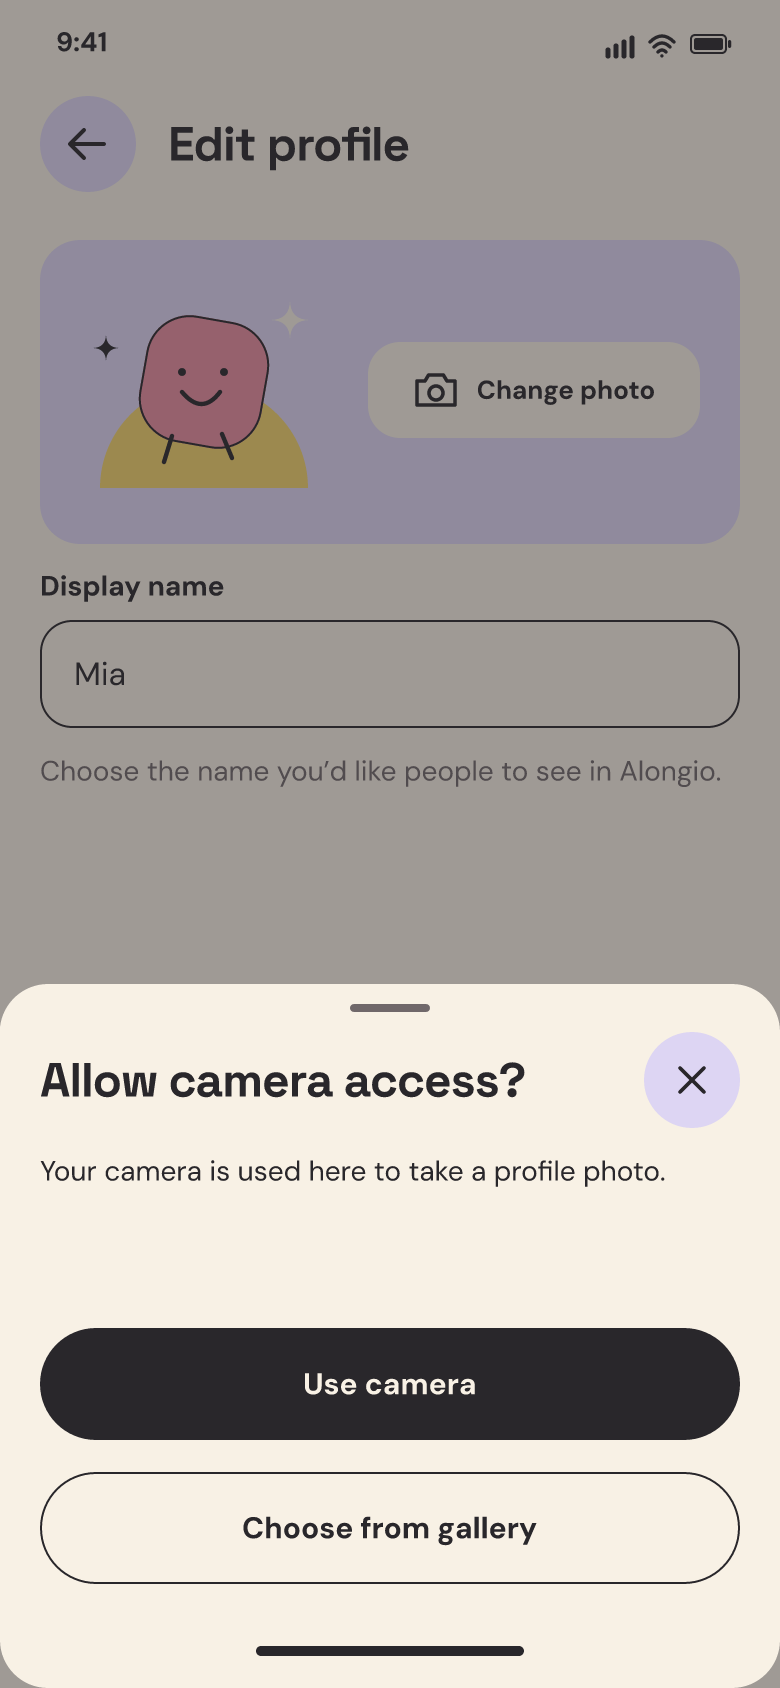 9:41
Edit profile
Change photo
Display name
Mia
Choose the name you’d like people to see in Alongio.
Allow camera access?
Your camera is used here to take a profile photo.
Use camera
Choose from gallery